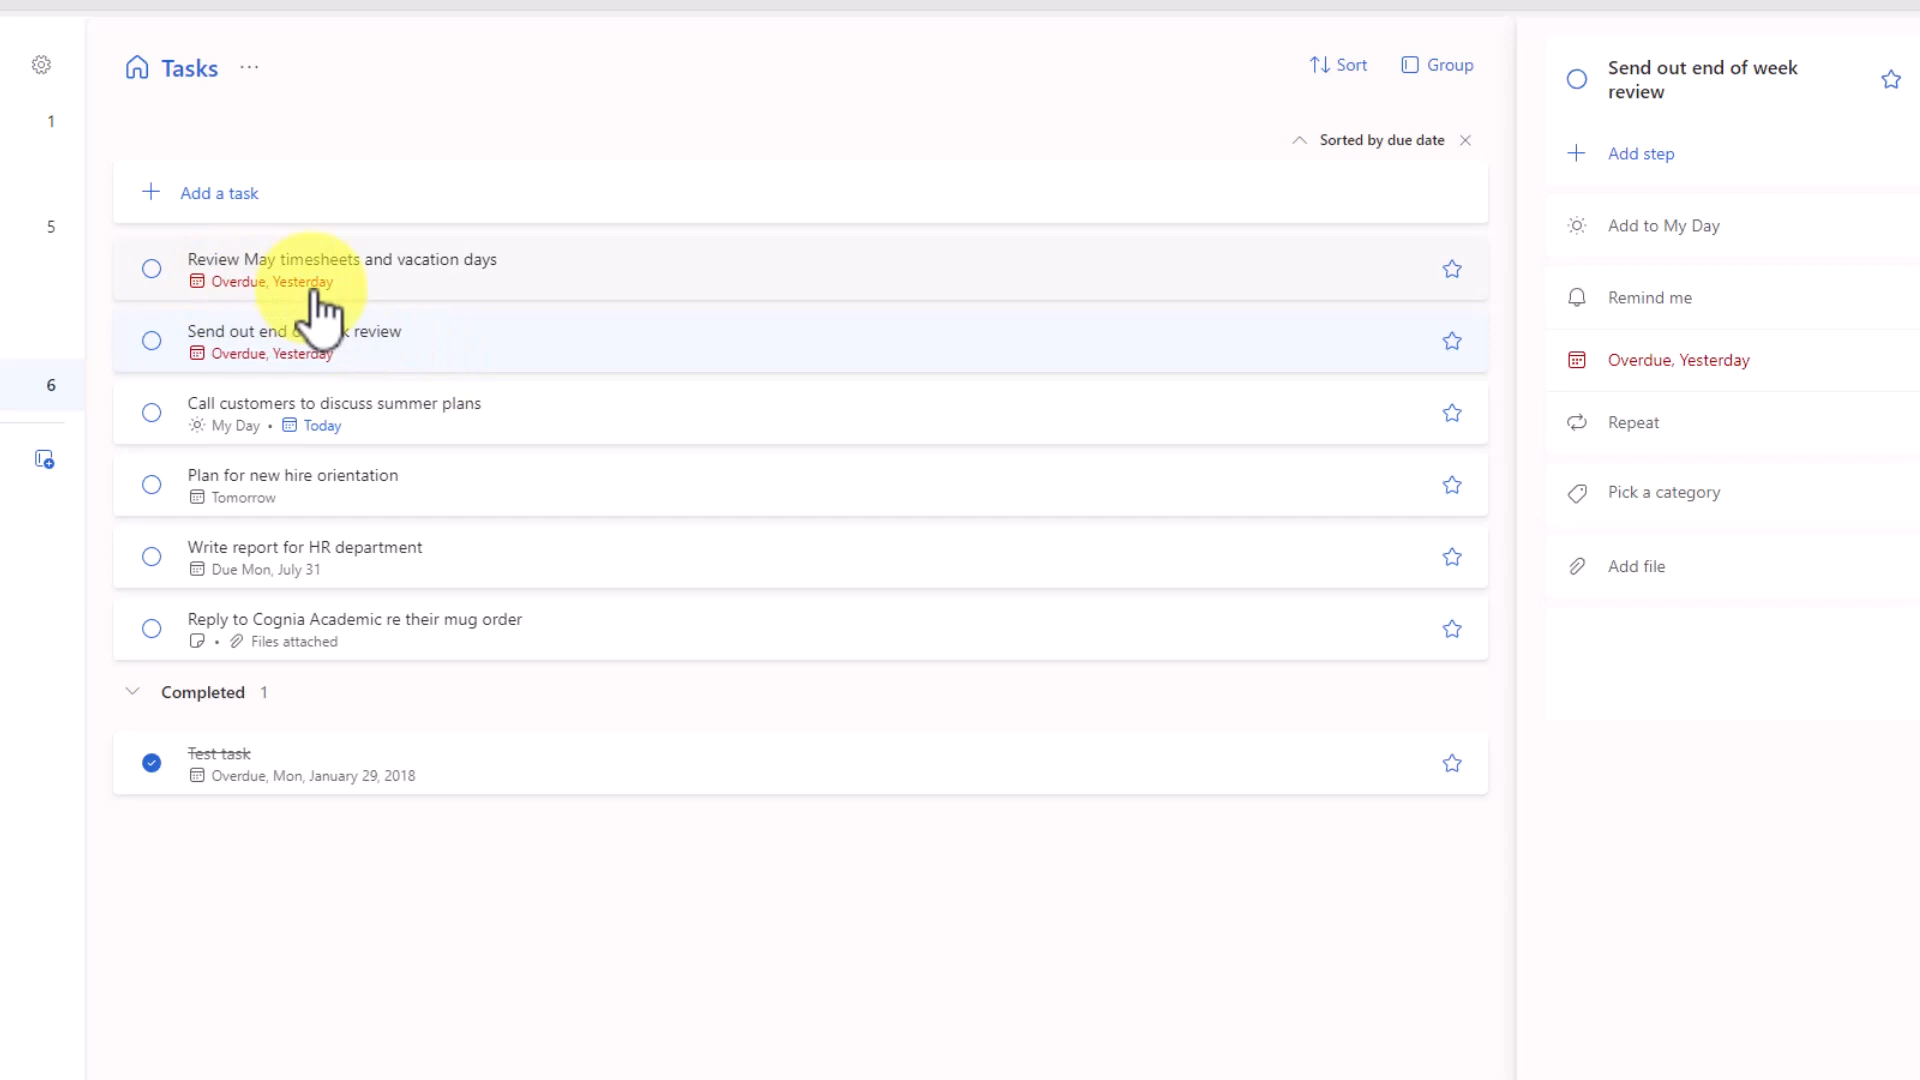 Tasks ...
Sort
Group
1
Sorted by due date
Add a task
5
Review May timesheets and vacation days
Overdue, Yesterday
Send out end review
Overdue, Yesterday
6
Call customers to discuss summer plans
My Day • Today
Plan for new hire orientation
Tomorrow
Write report for HR department
Due Mon, July 31
Reply to Cognia Academic re their mug order
• Files attached
Completed 1
Test task
Overdue, Mon, January 29, 2018
Send out end of week
review
Add step
Add to My Day
Remind me
Overdue, Yesterday
Repeat
Pick a category
Add file